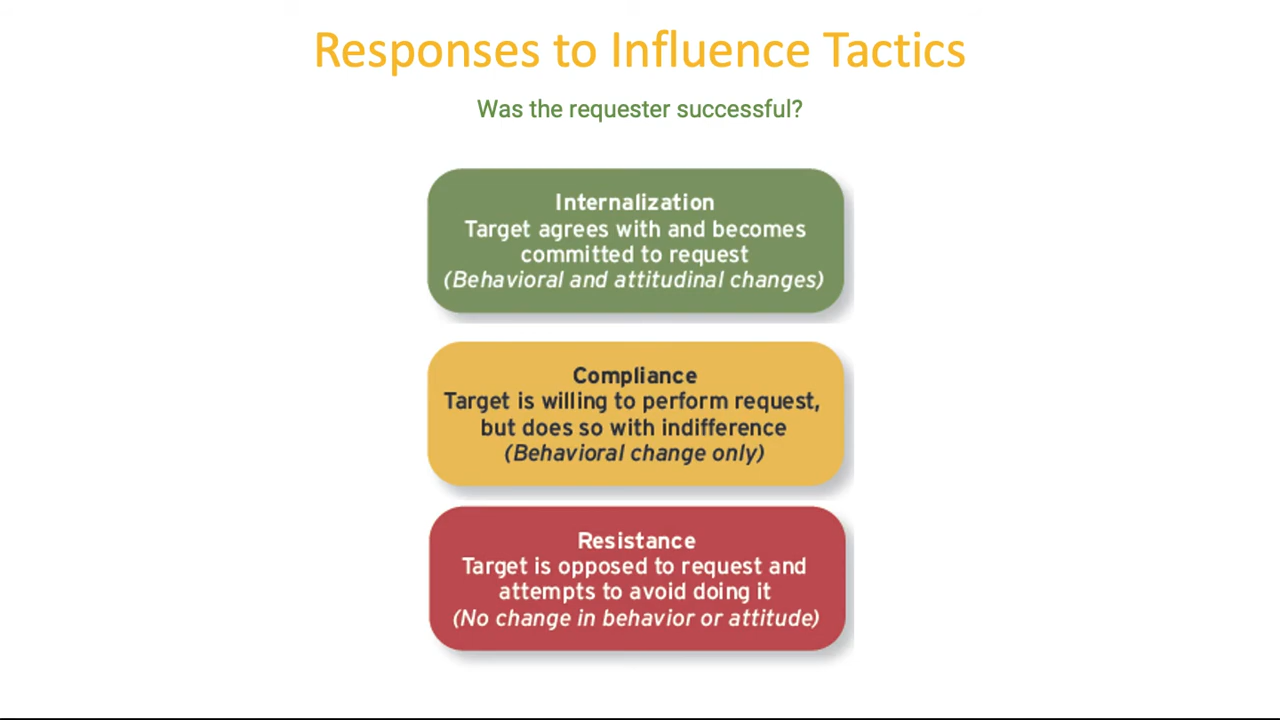 Responses to Influence Tactics
Was the requester successful?
Internalization
Target agrees with and becomes
committed to request
(Behavioral and attitudinal changes)
Compliance
Target is willing to perform request,
but does so with indifference
(Behavioral change only)
Resistance
Target is opposed to request and
attempts to avoid doing it
(No change in behavior or attitude)